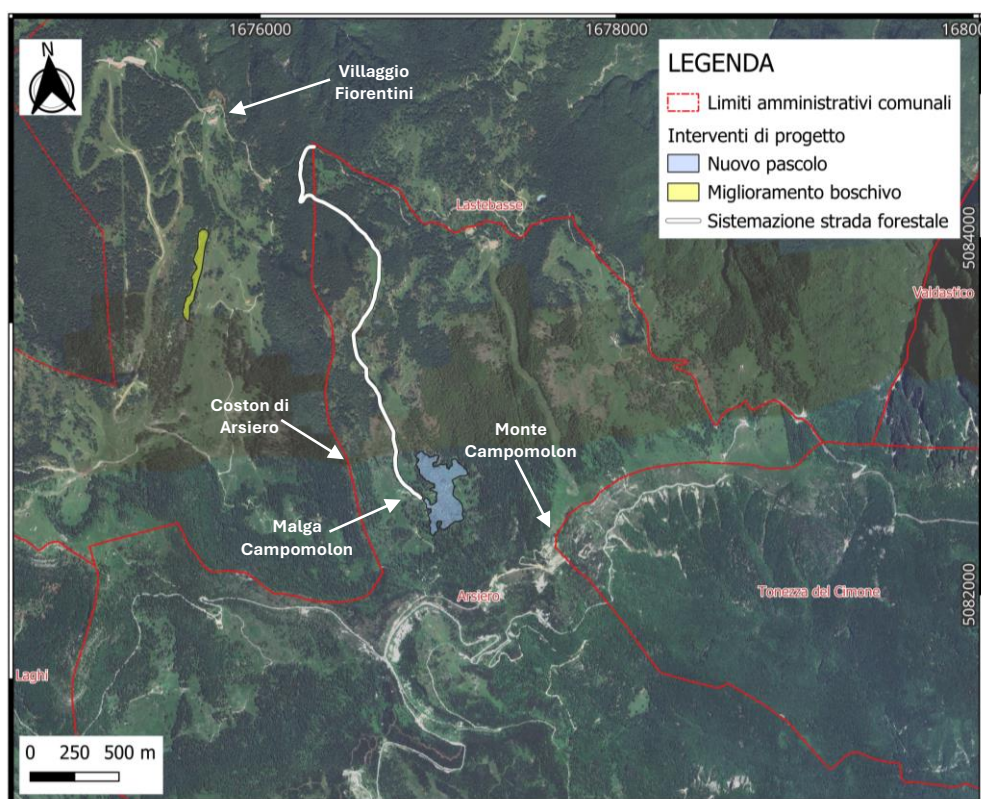 1676000
1678000
16800
N
Villaggio
Fiorentini
LEGENDA
Limiti amministrativi comunali
Interventi di progetto
Nuovo pascolo
Miglioramento boschivo
Sistemazione strada forestale
Lastebasse
5084000
Valdastico
Coston di
Arsiero
Monte
Campomolon
Malga
Campomolon
Arsiero
Tonezza del Cimone
5082000
Laghi
0 250 500 m